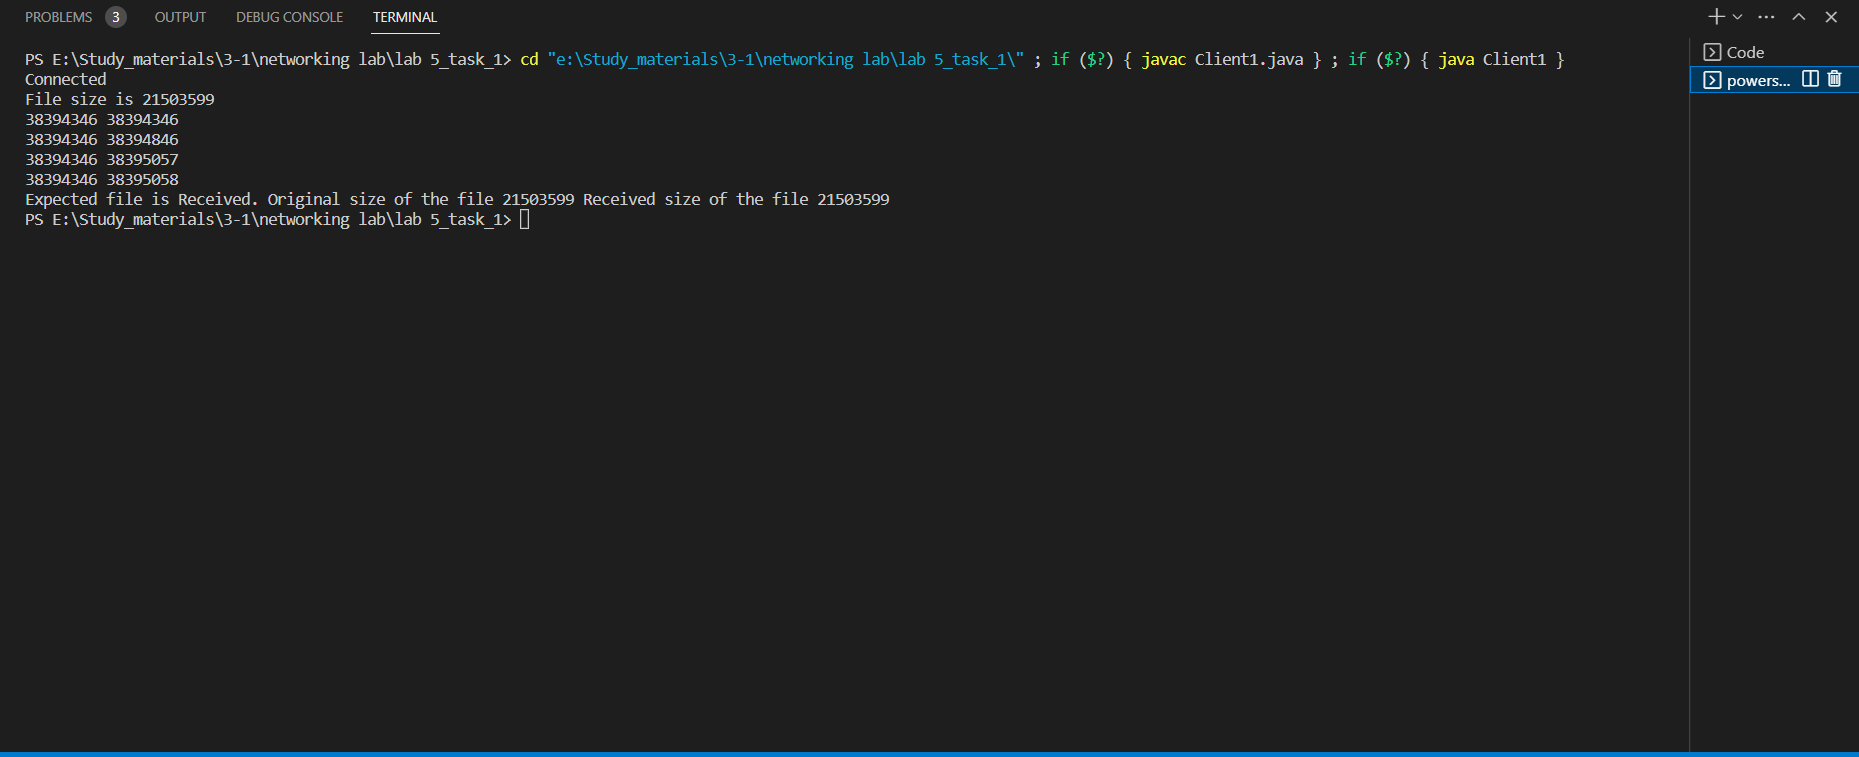 PROBLEMS 3 OUTPUT DEBUG CONSOLE TERMINAL
PS E:\Study_materials\3-1\networking lab\lab 5_task_1> cd "e:\Study_materials\3-1\networking lab\lab 5_task_1\" ; if ($?) { javac Client1.java } ; if ($?) { java Client1 }
Connected
File size is 21503599
38394346 38394346
38394346 38394846
38394346 38395057
38394346 38395058
Expected file is Received. Original size of the file 21503599 Received size of the file 21503599
PS E:\Study_materials\3-1\networking lab\lab 5_task_1>
Code
powers...